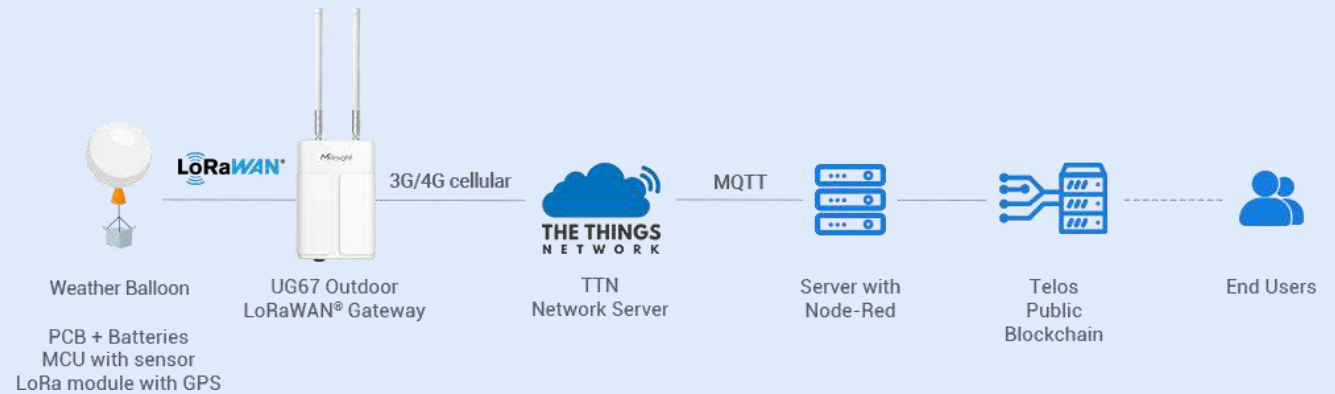 LoRaWAN®
Milesight
3G/4G cellular
MQTT
THE THINGS
NETWORK
Weather Balloon
PCB + Batteries
MCU with sensor
LoRa module with GPS
UG67 Outdoor
LoRaWAN® Gateway
TTN
Network Server
Server with
Node-Red
Telos
Public
Blockchain
End Users